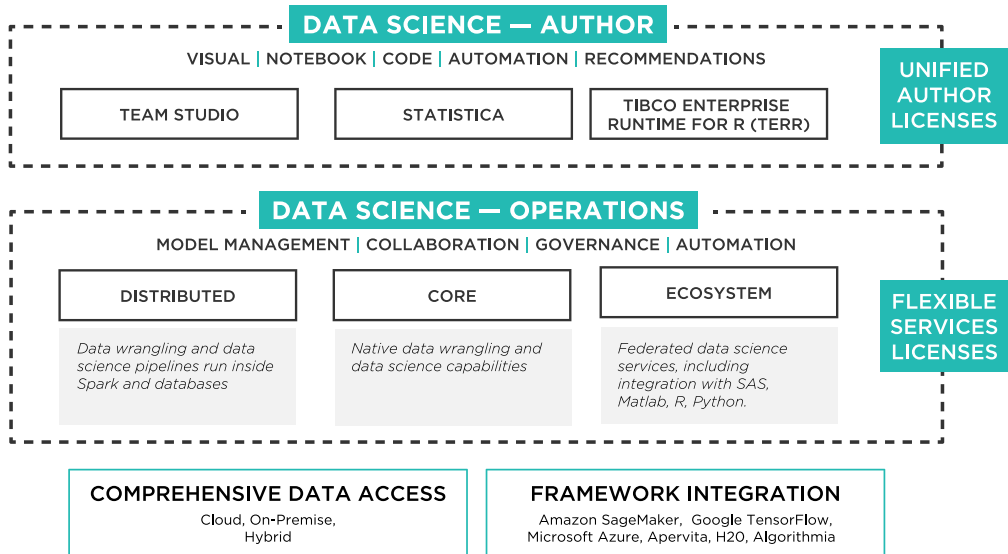 DATA SCIENCE — AUTHOR
VISUAL | NOTEBOOK | CODE | AUTOMATION | RECOMMENDATIONS
TEAM STUDIO
STATISTICA
TIBCO ENTERPRISE
RUNTIME FOR R (TERR)
UNIFIED
AUTHOR
LICENSES
DATA SCIENCE — OPERATIONS
MODEL MANAGEMENT | COLLABORATION | GOVERNANCE | AUTOMATION
DISTRIBUTED
Data wrangling and data
science pipelines run inside
Spark and databases
CORE
Native data wrangling and
data science capabilities
ECOSYSTEM
Federated data science
services, including
integration with SAS,
Matlab, R, Python.
FLEXIBLE
SERVICES
LICENSES
COMPREHENSIVE DATA ACCESS
Cloud, On-Premise,
Hybrid
FRAMEWORK INTEGRATION
Amazon SageMaker, Google TensorFlow,
Microsoft Azure, Apervita, H20, Algorithmia